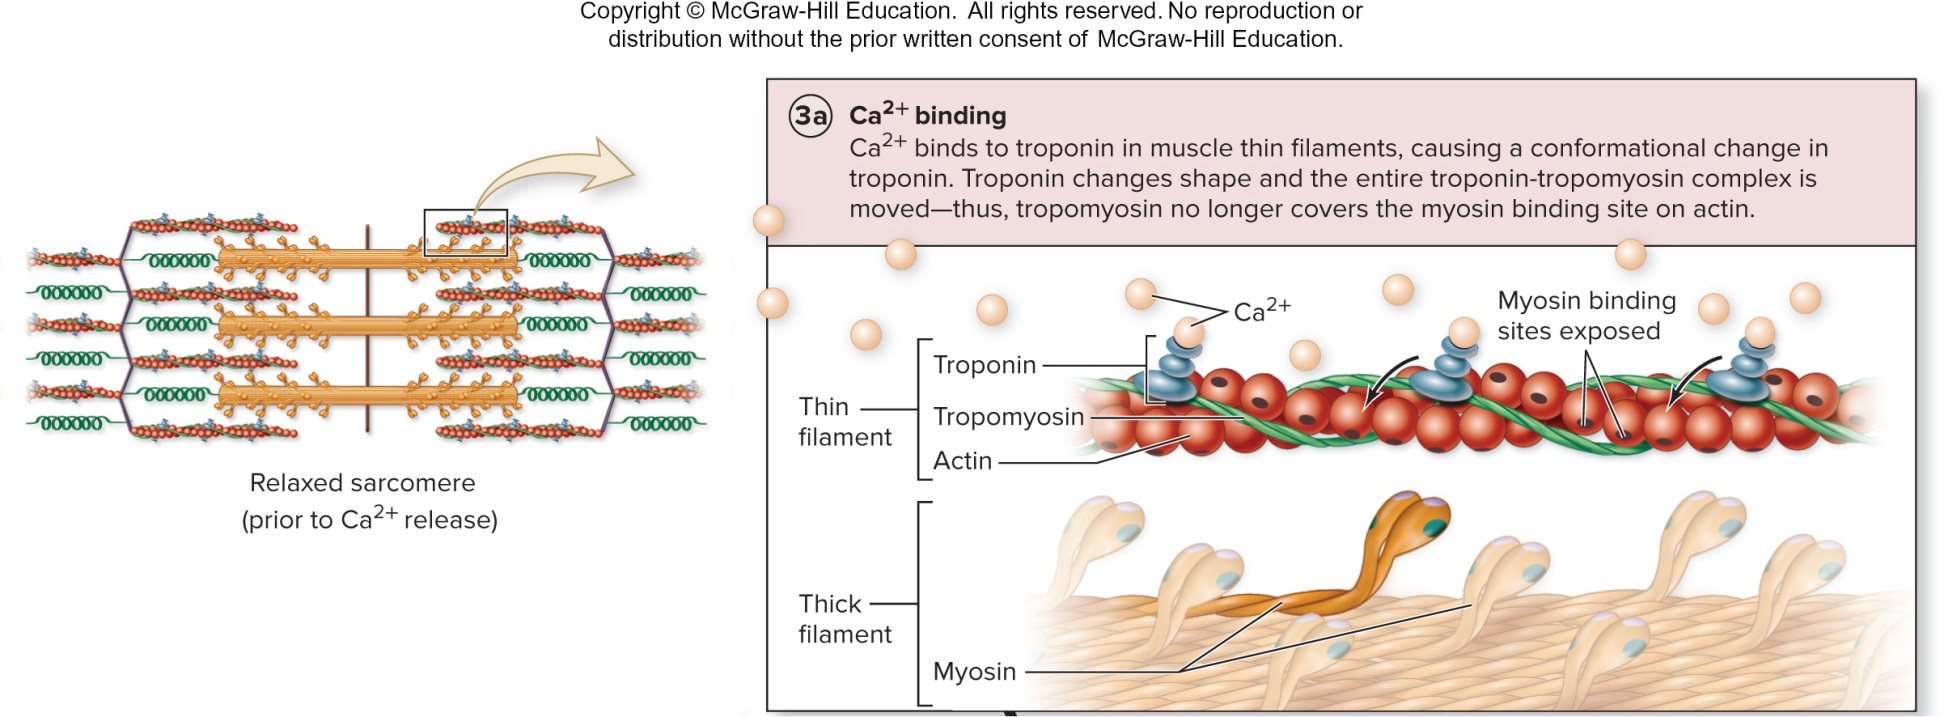 Copyright © McGraw-Hill Education. All rights reserved. No reproduction or
distribution without the prior written consent of McGraw-Hill Education.
3a Ca²⁺ binding
Ca²⁺ binds to troponin in muscle thin filaments, causing a conformational change in
troponin. Troponin changes shape and the entire troponin-tropomyosin complex is
moved—thus, tropomyosin no longer covers the myosin binding site on actin.
Ca²⁺
Myosin binding
sites exposed
Troponin
Thin
filament
Tropomyosin
Actin
Relaxed sarcomere
(prior to Ca²⁺ release)
Thick
filament
Myosin